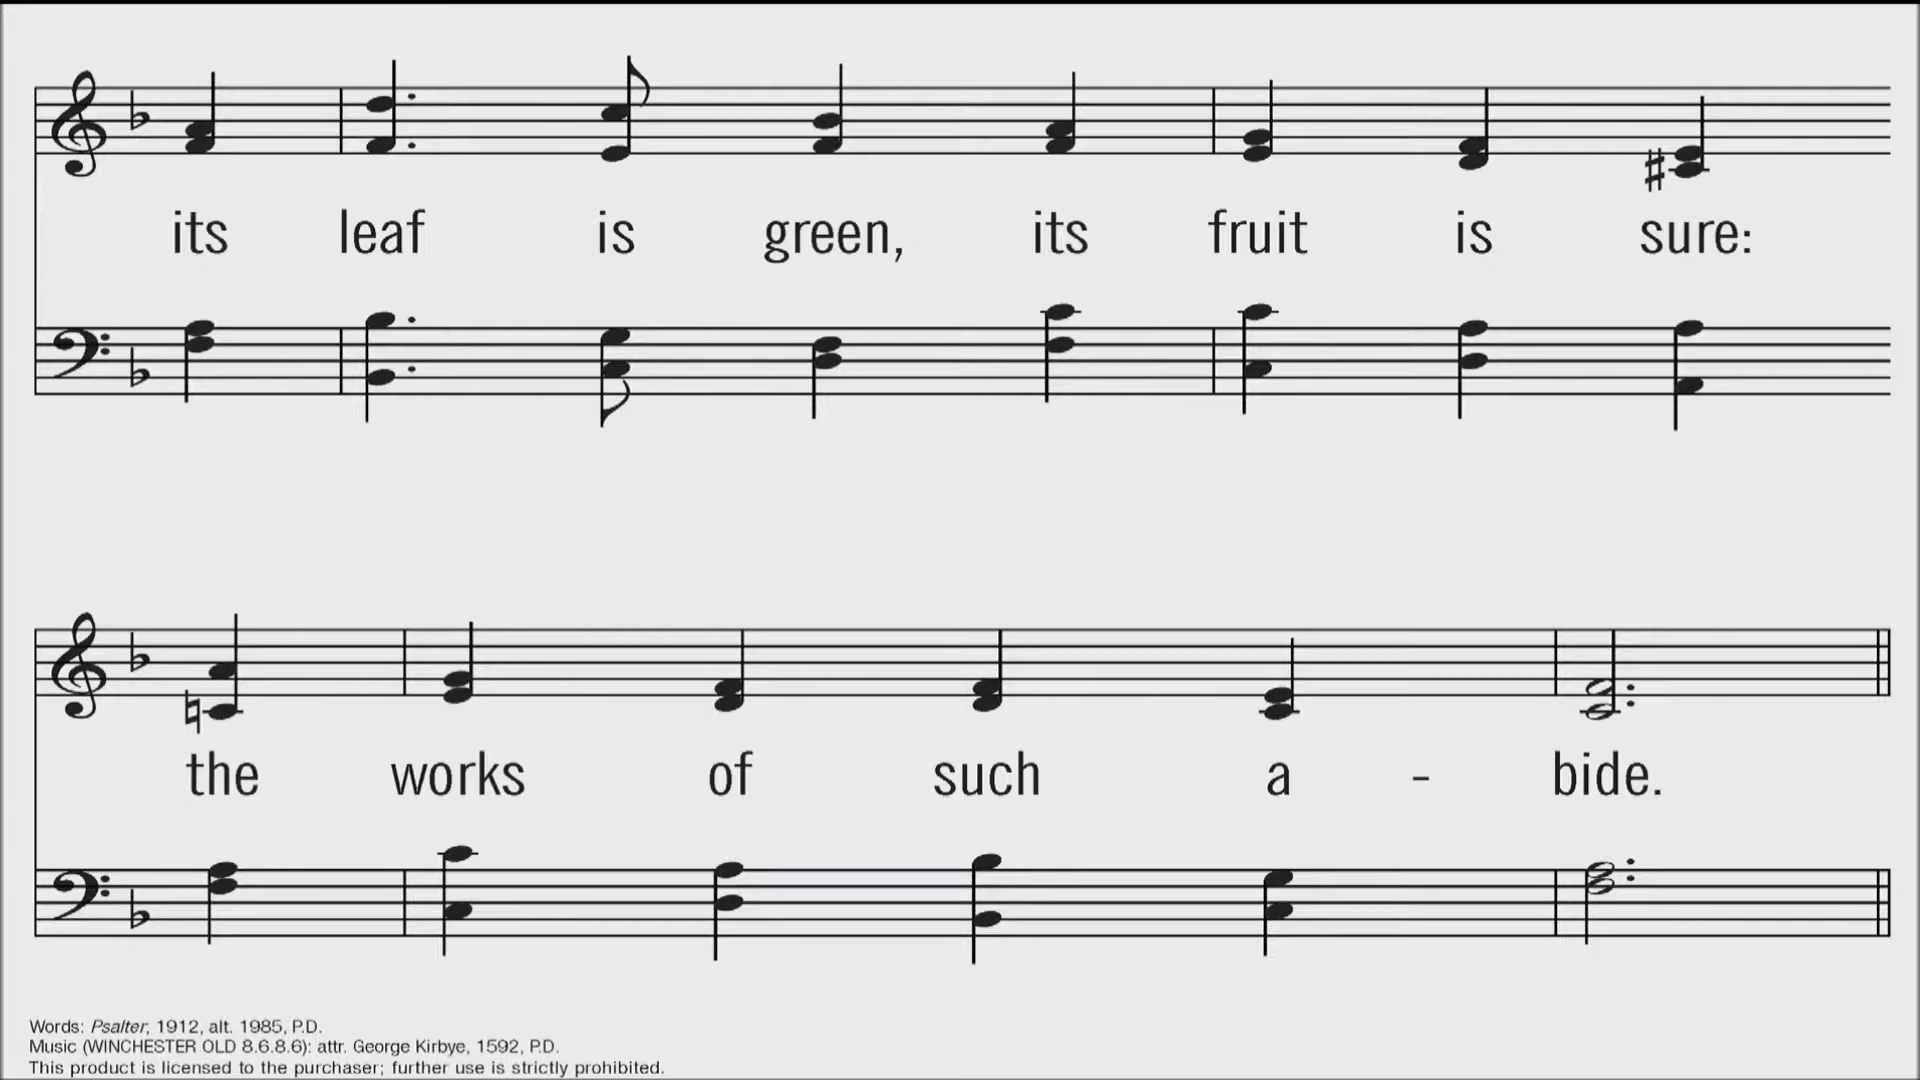 its leaf is green, its fruit is sure:
the works of such a - bide.
Words: Psalter, 1912, alt. 1985, P.D.
Music (WINCHESTER OLD 8.6.8.6): attr. George Kirbye, 1592, P.D.
This product is licensed to the purchaser; further use is strictly prohibited.